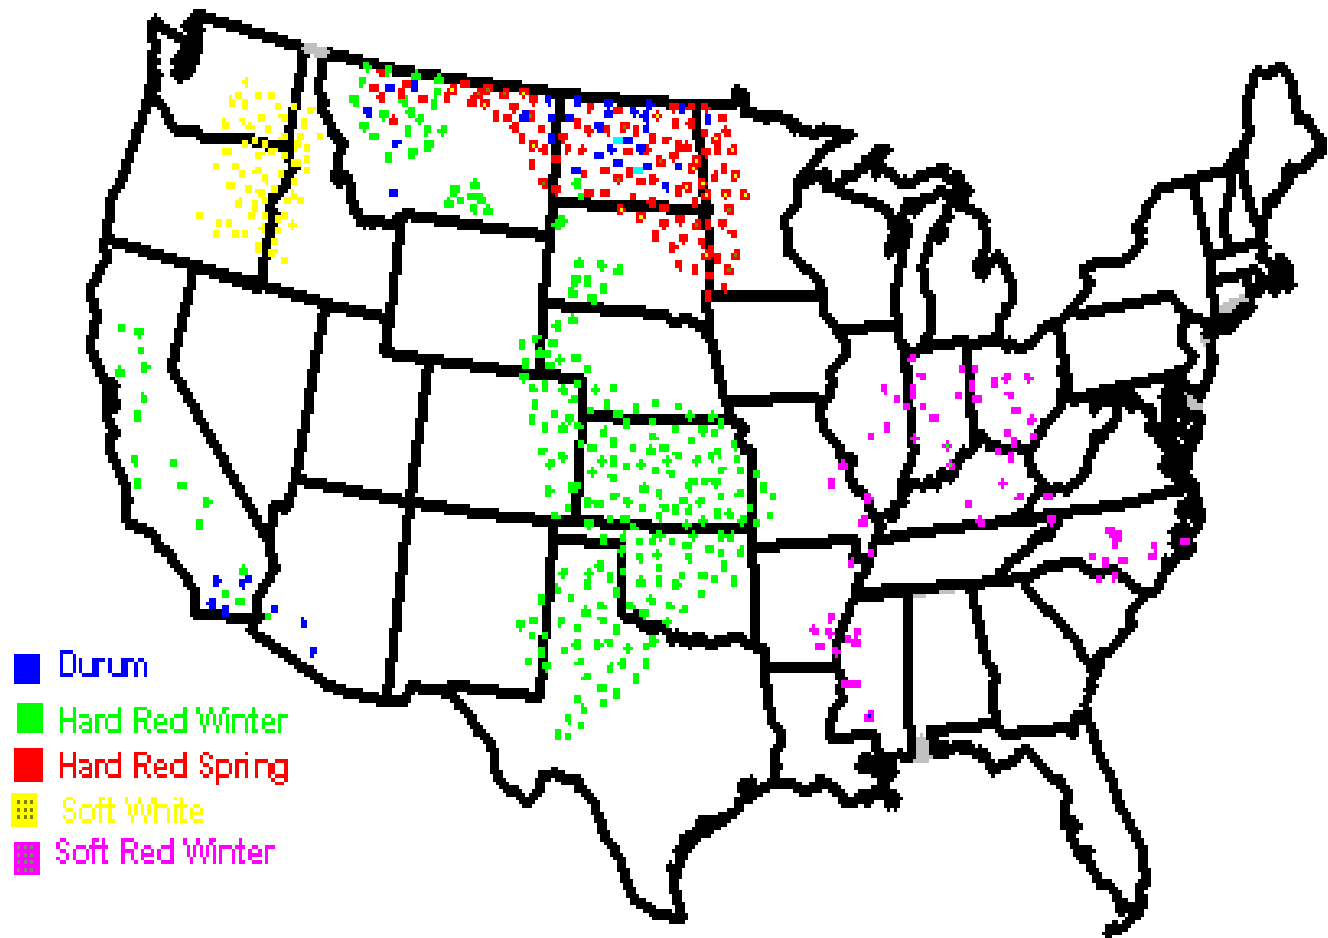 Durum
Hard Red Winter
Hard Red Spring
Soft White
Soft Red Winter